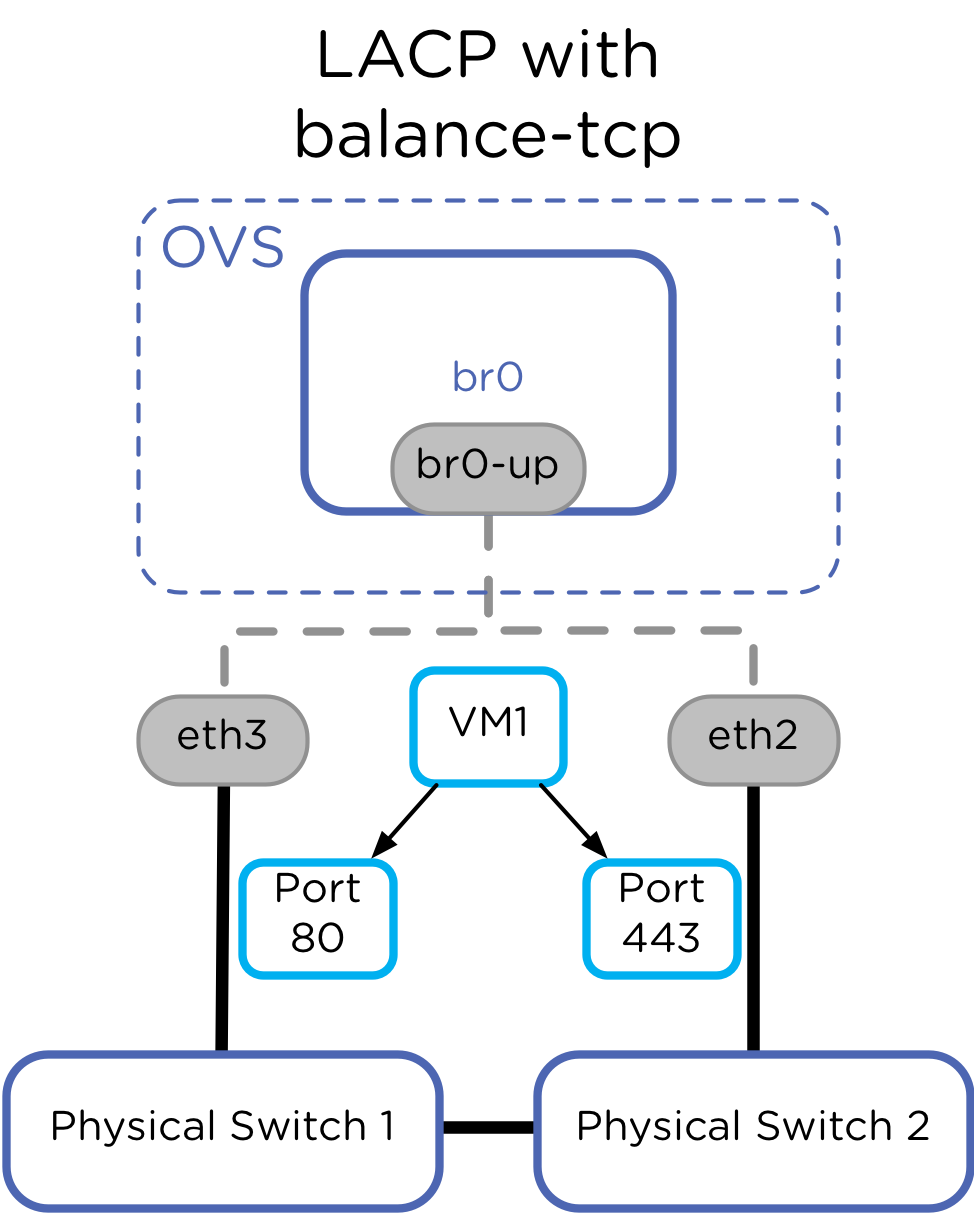 LACP with
balance-tcp
OVS
br0
br0-up
eth3
VM1
eth2
Port
80
Port
443
Physical Switch 1
Physical Switch 2